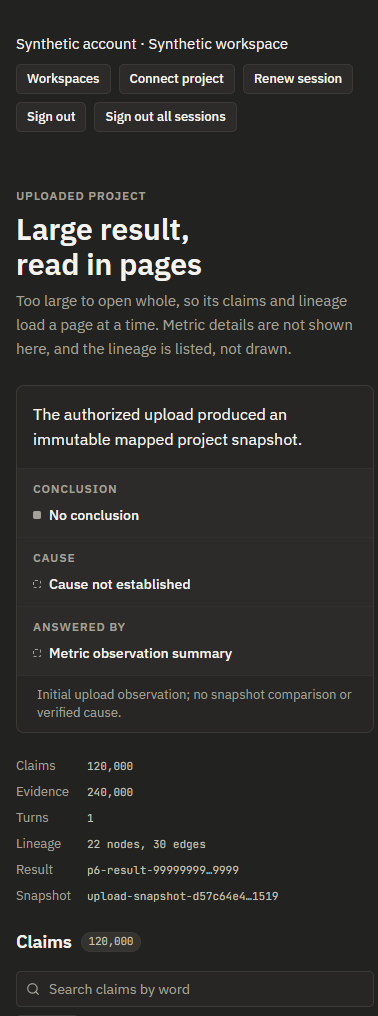 Synthetic account · Synthetic workspace
Workspaces
Connect project
Renew session
Sign out
Sign out all sessions
UPLOADED PROJECT
Large result,
read in pages
Too large to open whole, so its claims and lineage
load a page at a time. Metric details are not shown
here, and the lineage is listed, not drawn.
The authorized upload produced an
immutable mapped project snapshot.
CONCLUSION
No conclusion
CAUSE
Cause not established
ANSWERED BY
Metric observation summary
Initial upload observation; no snapshot comparison or
verified cause.
Claims 120,000
Evidence 240,000
Turns 1
Lineage 22 nodes, 30 edges
Result p6-result-99999999…9999
Snapshot upload-snapshot-d57c64e4…1519
Claims 120,000
Search claims by word